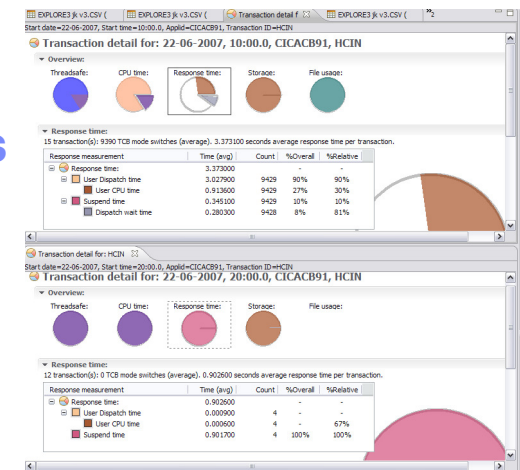 EXPLORE3 jk v3.CSV ( EXPLORE3 jk v3.CSV ( Transaction detail f EXPLORE3 jk v3.CSV ( »2
Start date=22-06-2007, Start time=10:00.0, Applid=CICACB91, Transaction ID=HCIN
Transaction detail for: 22-06-2007, 10:00.0, CICACB91, HCIN
Overview:
Threadsafe: CPU time: Response time: Storage: File usage:
s
Response time:
15 transaction(s): 9390 TCB mode switches (average). 3.373100 seconds average response time per transaction.
Response measurement Time (avg) Count %Overall %Relative
Response time: 3.373000 - -
User Dispatch time 3.027900 9429 90% 90%
User CPU time 0.913600 9429 27% 30%
Suspend time 0.345100 9429 10% 10%
Dispatch wait time 0.280300 9428 8% 81%
Transaction detail for: HCIN
Start date=22-06-2007, Start time=20:00.0, Applid=CICACB91, Transaction ID=HCIN
Transaction detail for: 22-06-2007, 20:00.0, CICACB91, HCIN
Overview:
Threadsafe: CPU time: Response time: Storage: File usage:
Response time:
12 transaction(s): 0 TCB mode switches (average). 0.902600 seconds average response time per transaction.
Response measurement Time (avg) Count %Overall %Relative
Response time: 0.902600 - -
User Dispatch time 0.000900 4 - -
User CPU time 0.000600 4 - 67%
Suspend time 0.901700 4 100% 100%